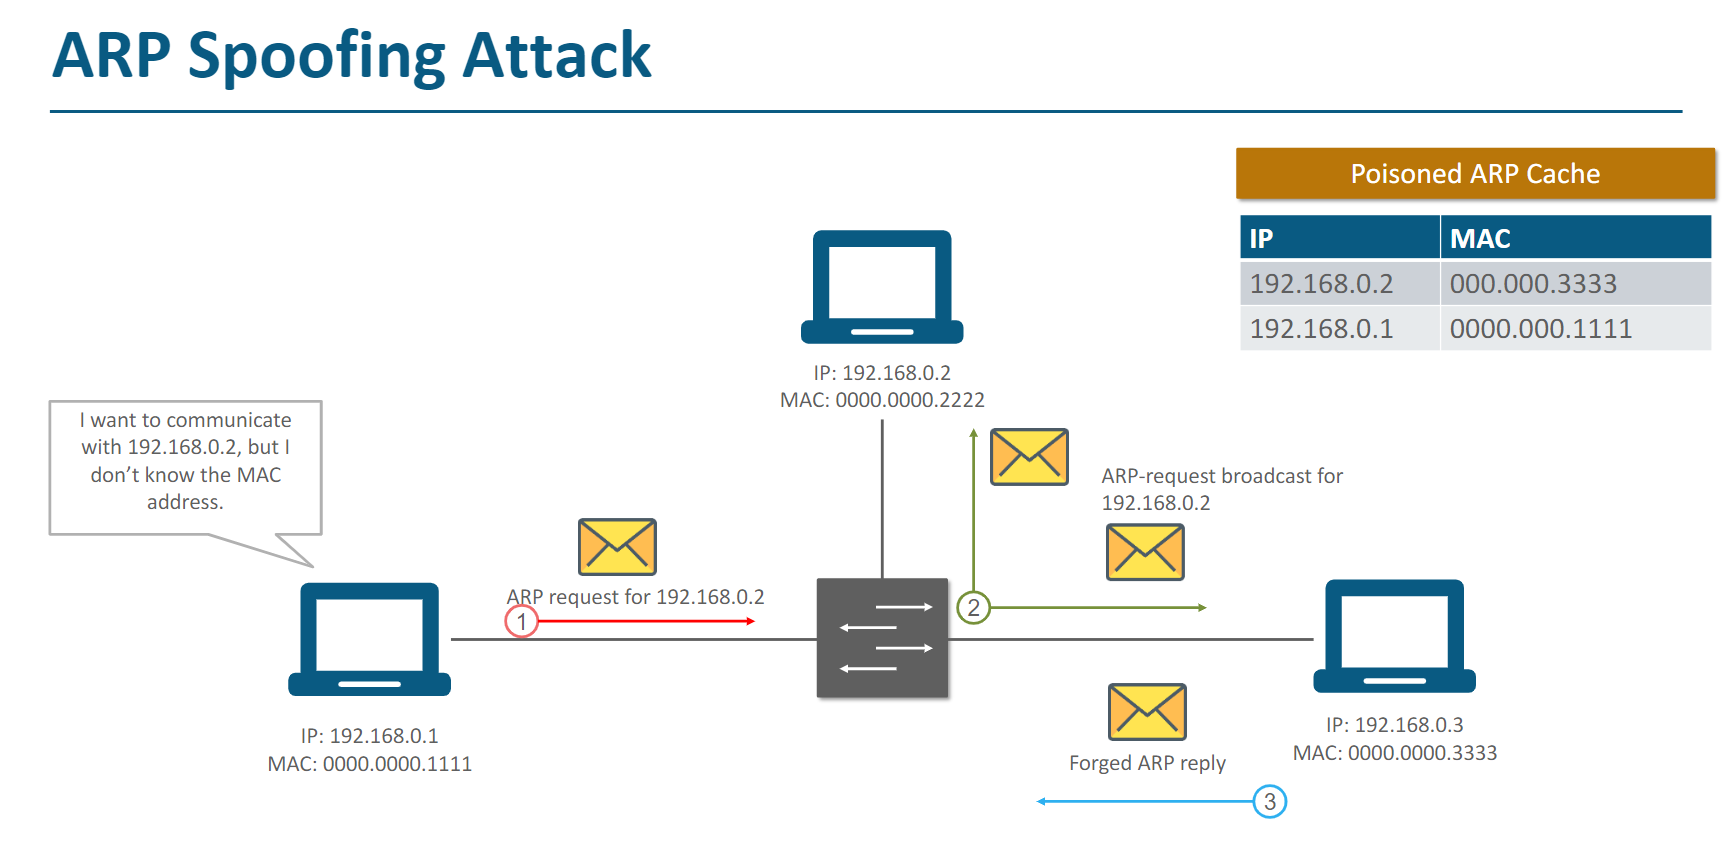 ARP Spoofing Attack
Poisoned ARP Cache
IP MAC
192.168.0.2 000.000.3333
192.168.0.1 0000.000.1111
IP: 192.168.0.2
MAC: 0000.0000.2222
I want to communicate
with 192.168.0.2, but I
don’t know the MAC
address.
ARP-request broadcast for
192.168.0.2
ARP request for 192.168.0.2
1
2
IP: 192.168.0.1
MAC: 0000.0000.1111
IP: 192.168.0.3
MAC: 0000.0000.3333
Forged ARP reply
3